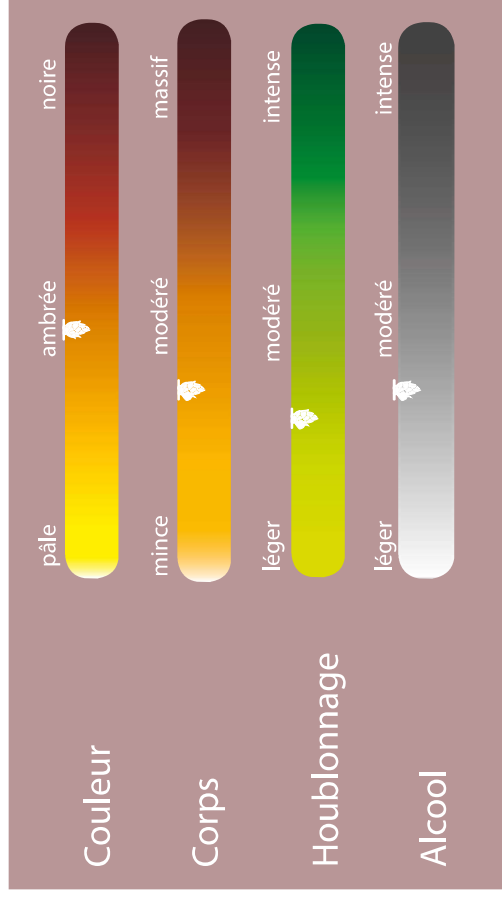 Couleur
pâle ambrée noire
Corps
mince modéré massif
Houblonnage
léger modéré intense
Alcool
léger modéré intense